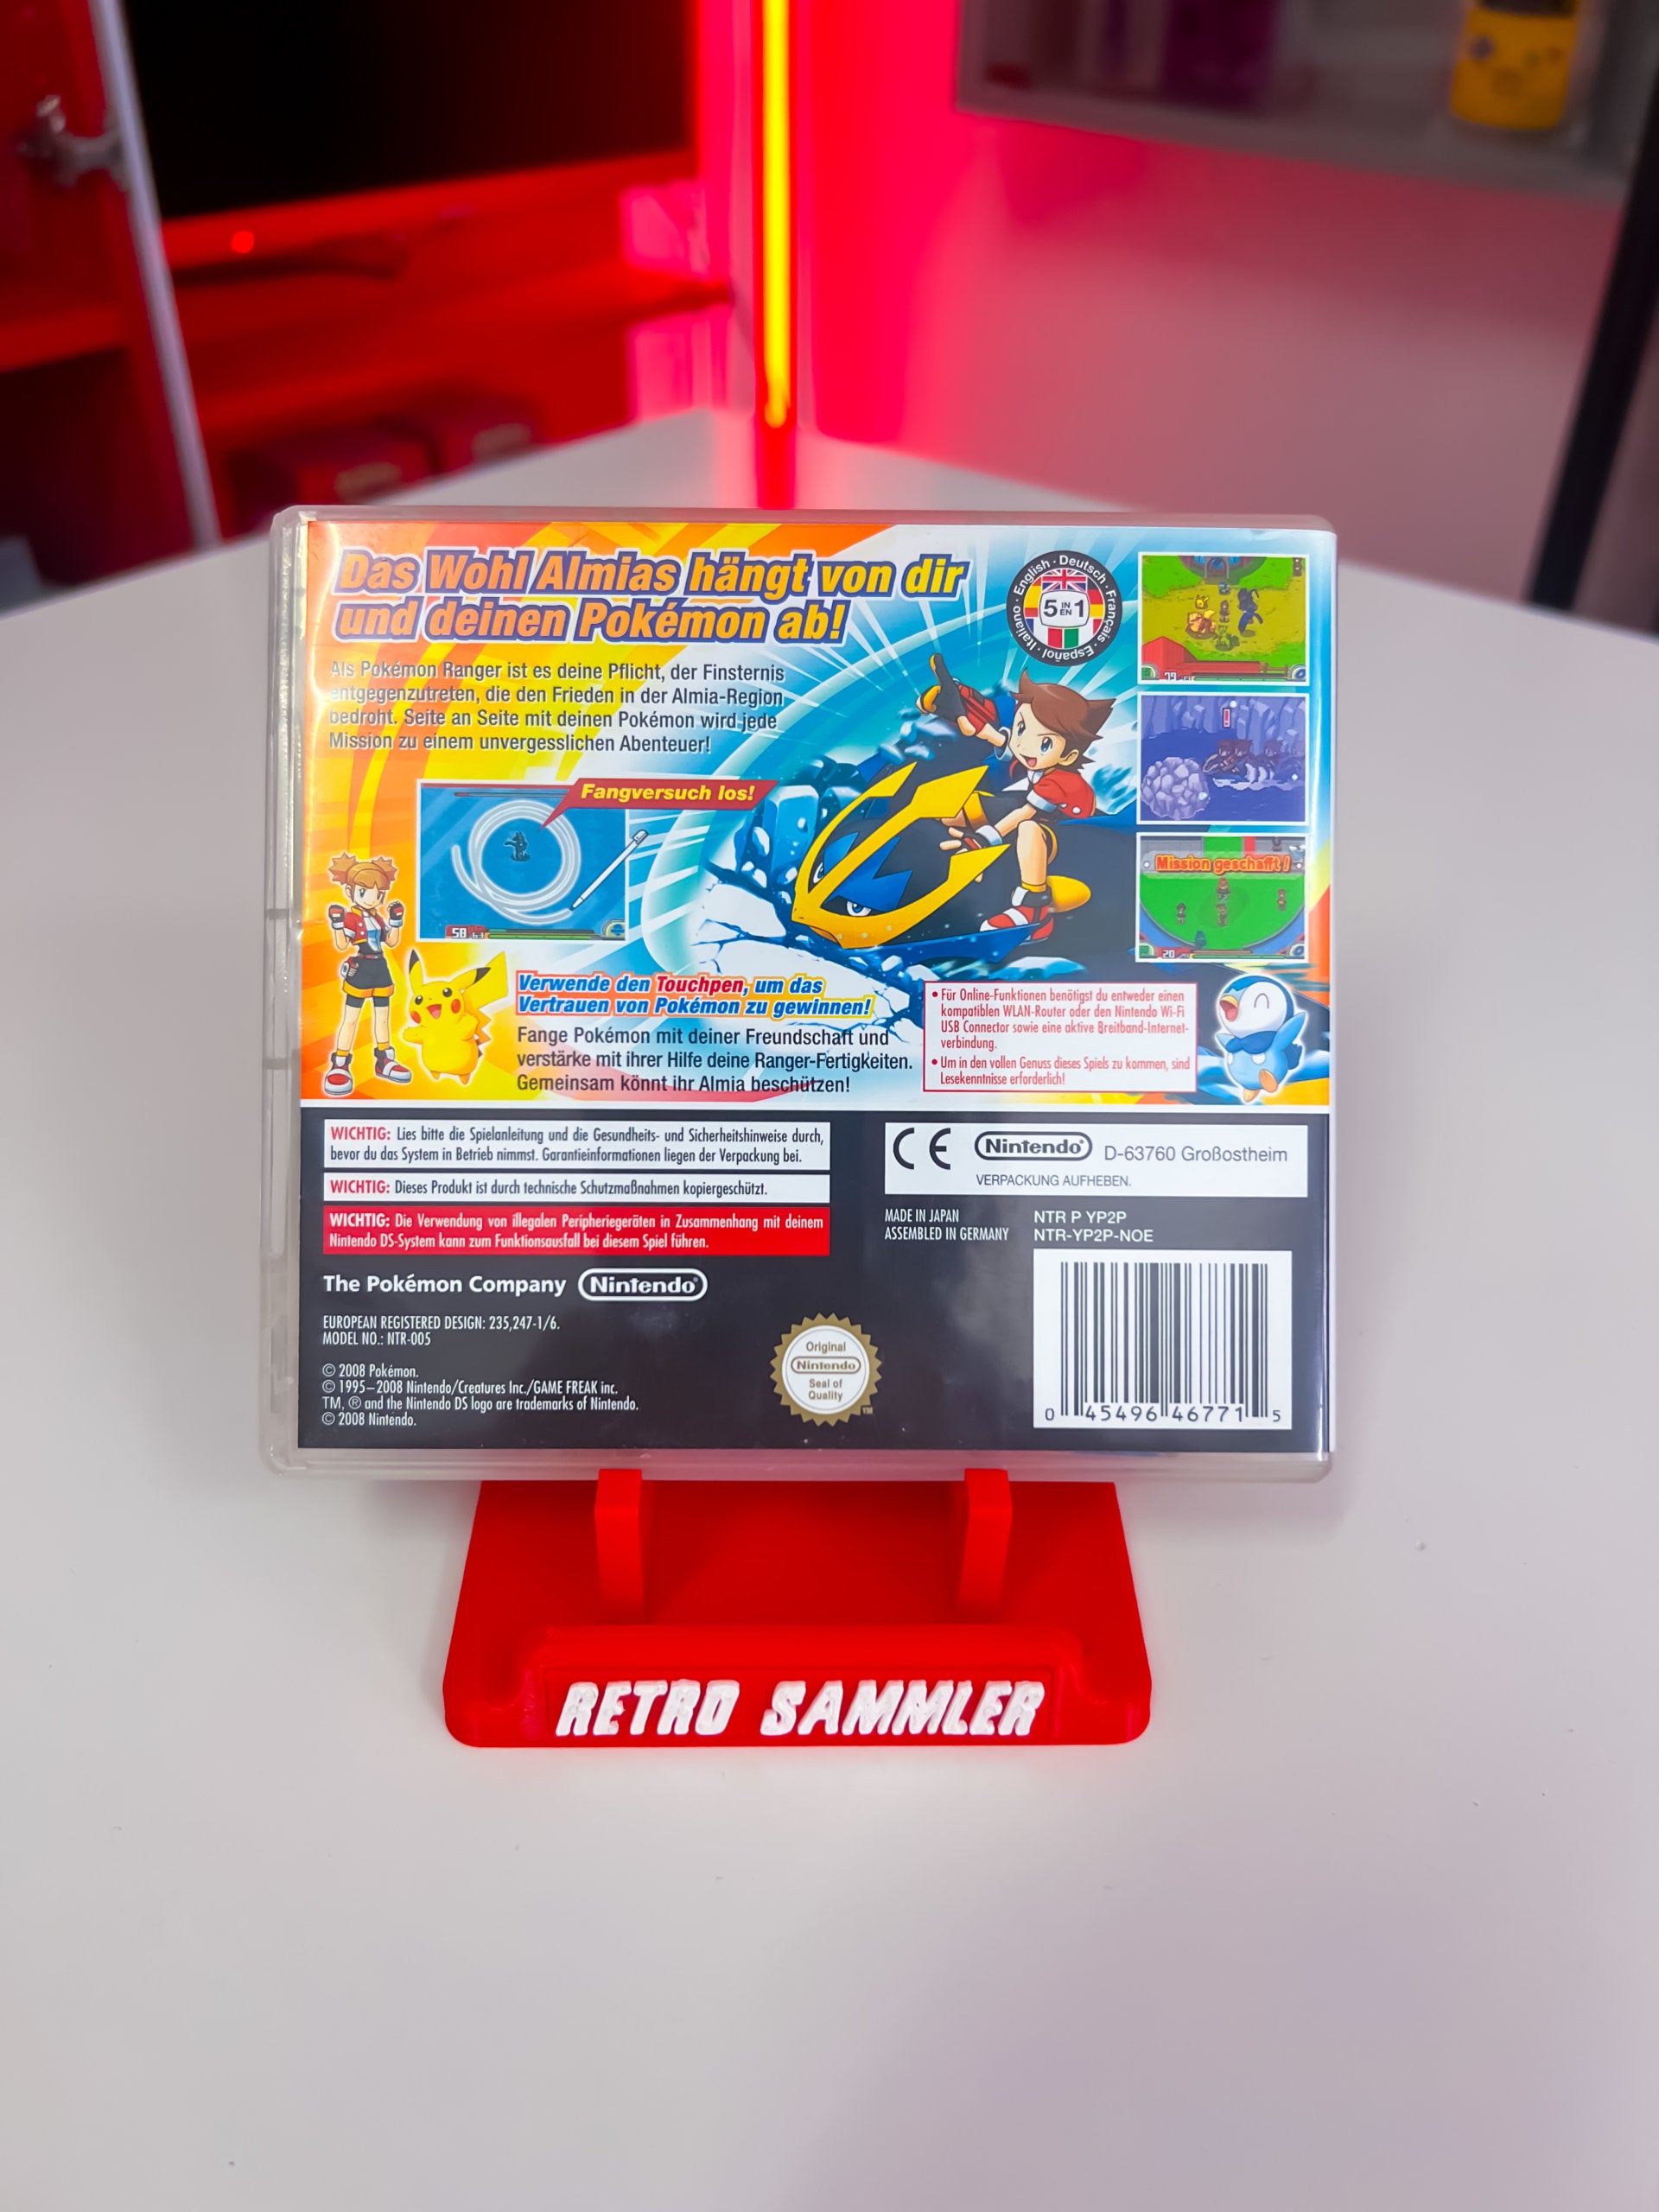 Das Wohl Almias hängt von dir
und deinen Pokémon ab!
English · Deutsch · Français · Español · Italiano ·
5 IN EN 1
Als Pokémon Ranger ist es deine Pflicht, der Finsternis
entgegenzutreten, die den Frieden in der Almia-Region
bedroht. Seite an Seite mit deinen Pokémon wird jede
Mission zu einem unvergesslichen Abenteuer!
Fangversuch los!
58
79
!
Mission geschafft!
20
Verwende den Touchpen, um das
Vertrauen von Pokémon zu gewinnen!
Fange Pokémon mit deiner Freundschaft und
verstärke mit ihrer Hilfe deine Ranger-Fertigkeiten.
Gemeinsam könnt ihr Almia beschützen!
• Für Online-Funktionen benötigst du entweder einen
kompatiblen WLAN-Router oder den Nintendo Wi-Fi
USB Connector sowie eine aktive Breitband-Internet-
verbindung.
• Um in den vollen Genuss dieses Spiels zu kommen, sind
Lesekenntnisse erforderlich!
WICHTIG: Lies bitte die Spielanleitung und die Gesundheits- und Sicherheitshinweise durch,
bevor du das System in Betrieb nimmst. Garantieinformationen liegen der Verpackung bei.
WICHTIG: Dieses Produkt ist durch technische Schutzmaßnahmen kopiergeschützt.
WICHTIG: Die Verwendung von illegalen Peripheriegeräten in Zusammenhang mit deinem
Nintendo DS-System kann zum Funktionsausfall bei diesem Spiel führen.
CE Nintendo® D-63760 Großostheim
VERPACKUNG AUFHEBEN.
MADE IN JAPAN
ASSEMBLED IN GERMANY
NTR P YP2P
NTR-YP2P-NOE
The Pokémon Company Nintendo®
EUROPEAN REGISTERED DESIGN: 235,247-1/6.
MODEL NO.: NTR-005
© 2008 Pokémon.
© 1995–2008 Nintendo/Creatures Inc./GAME FREAK inc.
TM, ® and the Nintendo DS logo are trademarks of Nintendo.
© 2008 Nintendo.
Original
Nintendo
Seal of
Quality
TM
0 45496 46771 5
RETRO SAMMLER